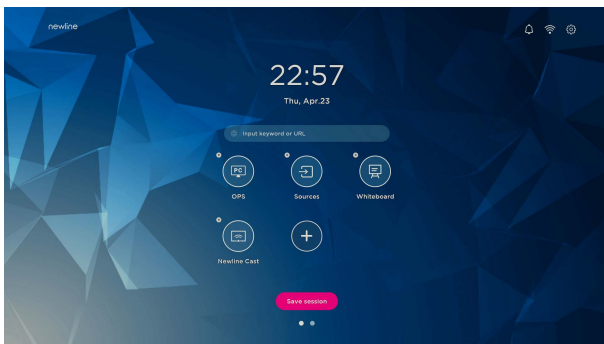 newline
22:57
Thu, Apr.23
Input keyword or URL
PC
OPS
Sources
Whiteboard
Newline Cast
Save session